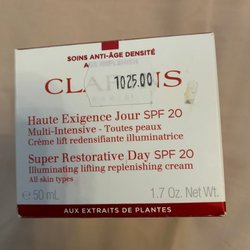 SOINS ANTI-ÂGE DENSITÉ
CLARINS
1025.00
Haute Exigence Jour SPF 20
Multi-Intensive - Toutes peaux
Crème lift redensifiante illuminatrice
Super Restorative Day SPF 20
Illuminating lifting replenishing cream
All skin types
℮ 50 mL
1.7 Oz. Net Wt.
AUX EXTRAITS DE PLANTES